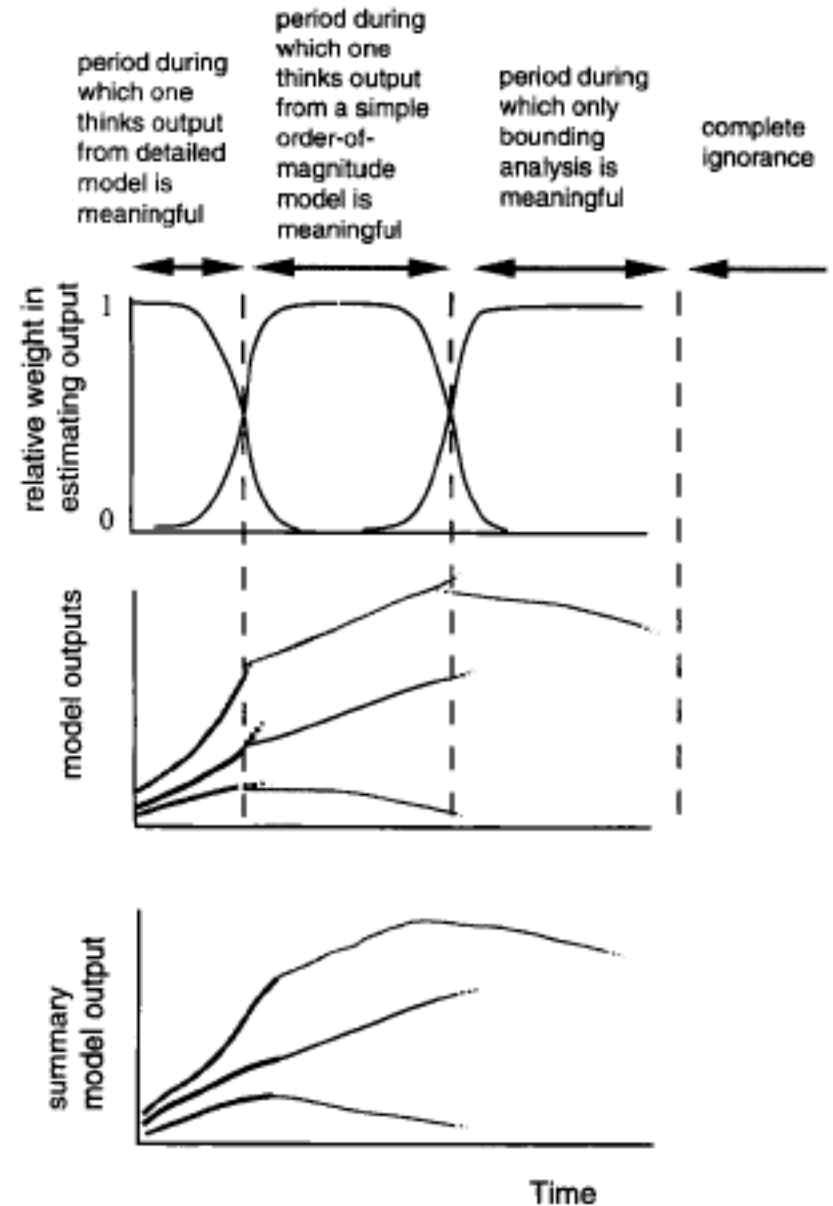 period during
which one
thinks output
from detailed
model is
meaningful
period during
which one
thinks output
from a simple
order-of-
magnitude
model is
meaningful
period during
which only
bounding
analysis is
meaningful
complete
ignorance
relative weight in
estimating output
1
0
model outputs
summary
model output
Time